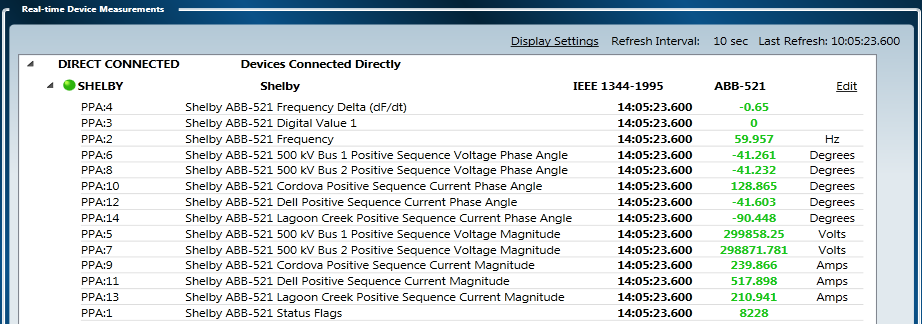 Real-time Device Measurements
Display Settings Refresh Interval: 10 sec Last Refresh: 10:05:23.600
DIRECT CONNECTED Devices Connected Directly
SHELBY Shelby IEEE 1344-1995 ABB-521 Edit
PPA:4 Shelby ABB-521 Frequency Delta (dF/dt) 14:05:23.600 -0.65
PPA:3 Shelby ABB-521 Digital Value 1 14:05:23.600 0
PPA:2 Shelby ABB-521 Frequency 14:05:23.600 59.957 Hz
PPA:6 Shelby ABB-521 500 kV Bus 1 Positive Sequence Voltage Phase Angle 14:05:23.600 -41.261 Degrees
PPA:8 Shelby ABB-521 500 kV Bus 2 Positive Sequence Voltage Phase Angle 14:05:23.600 -41.232 Degrees
PPA:10 Shelby ABB-521 Cordova Positive Sequence Current Phase Angle 14:05:23.600 128.865 Degrees
PPA:12 Shelby ABB-521 Dell Positive Sequence Current Phase Angle 14:05:23.600 -41.603 Degrees
PPA:14 Shelby ABB-521 Lagoon Creek Positive Sequence Current Phase Angle 14:05:23.600 -90.448 Degrees
PPA:5 Shelby ABB-521 500 kV Bus 1 Positive Sequence Voltage Magnitude 14:05:23.600 299858.25 Volts
PPA:7 Shelby ABB-521 500 kV Bus 2 Positive Sequence Voltage Magnitude 14:05:23.600 298871.781 Volts
PPA:9 Shelby ABB-521 Cordova Positive Sequence Current Magnitude 14:05:23.600 239.866 Amps
PPA:11 Shelby ABB-521 Dell Positive Sequence Current Magnitude 14:05:23.600 517.898 Amps
PPA:13 Shelby ABB-521 Lagoon Creek Positive Sequence Current Magnitude 14:05:23.600 210.941 Amps
PPA:1 Shelby ABB-521 Status Flags 14:05:23.600 8228